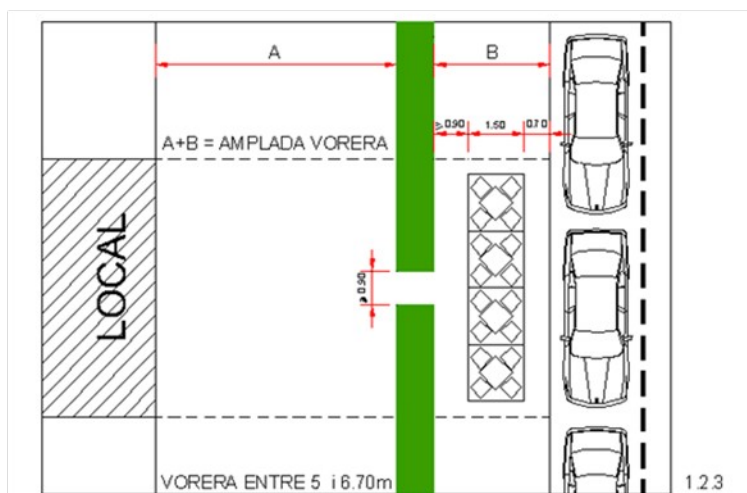 A
B
≥ 0.90
1.50
0.70
A+B = AMPLADA VORERA
LOCAL
≥ 0.90
VORERA ENTRE 5 i 6.70m
1.2.3